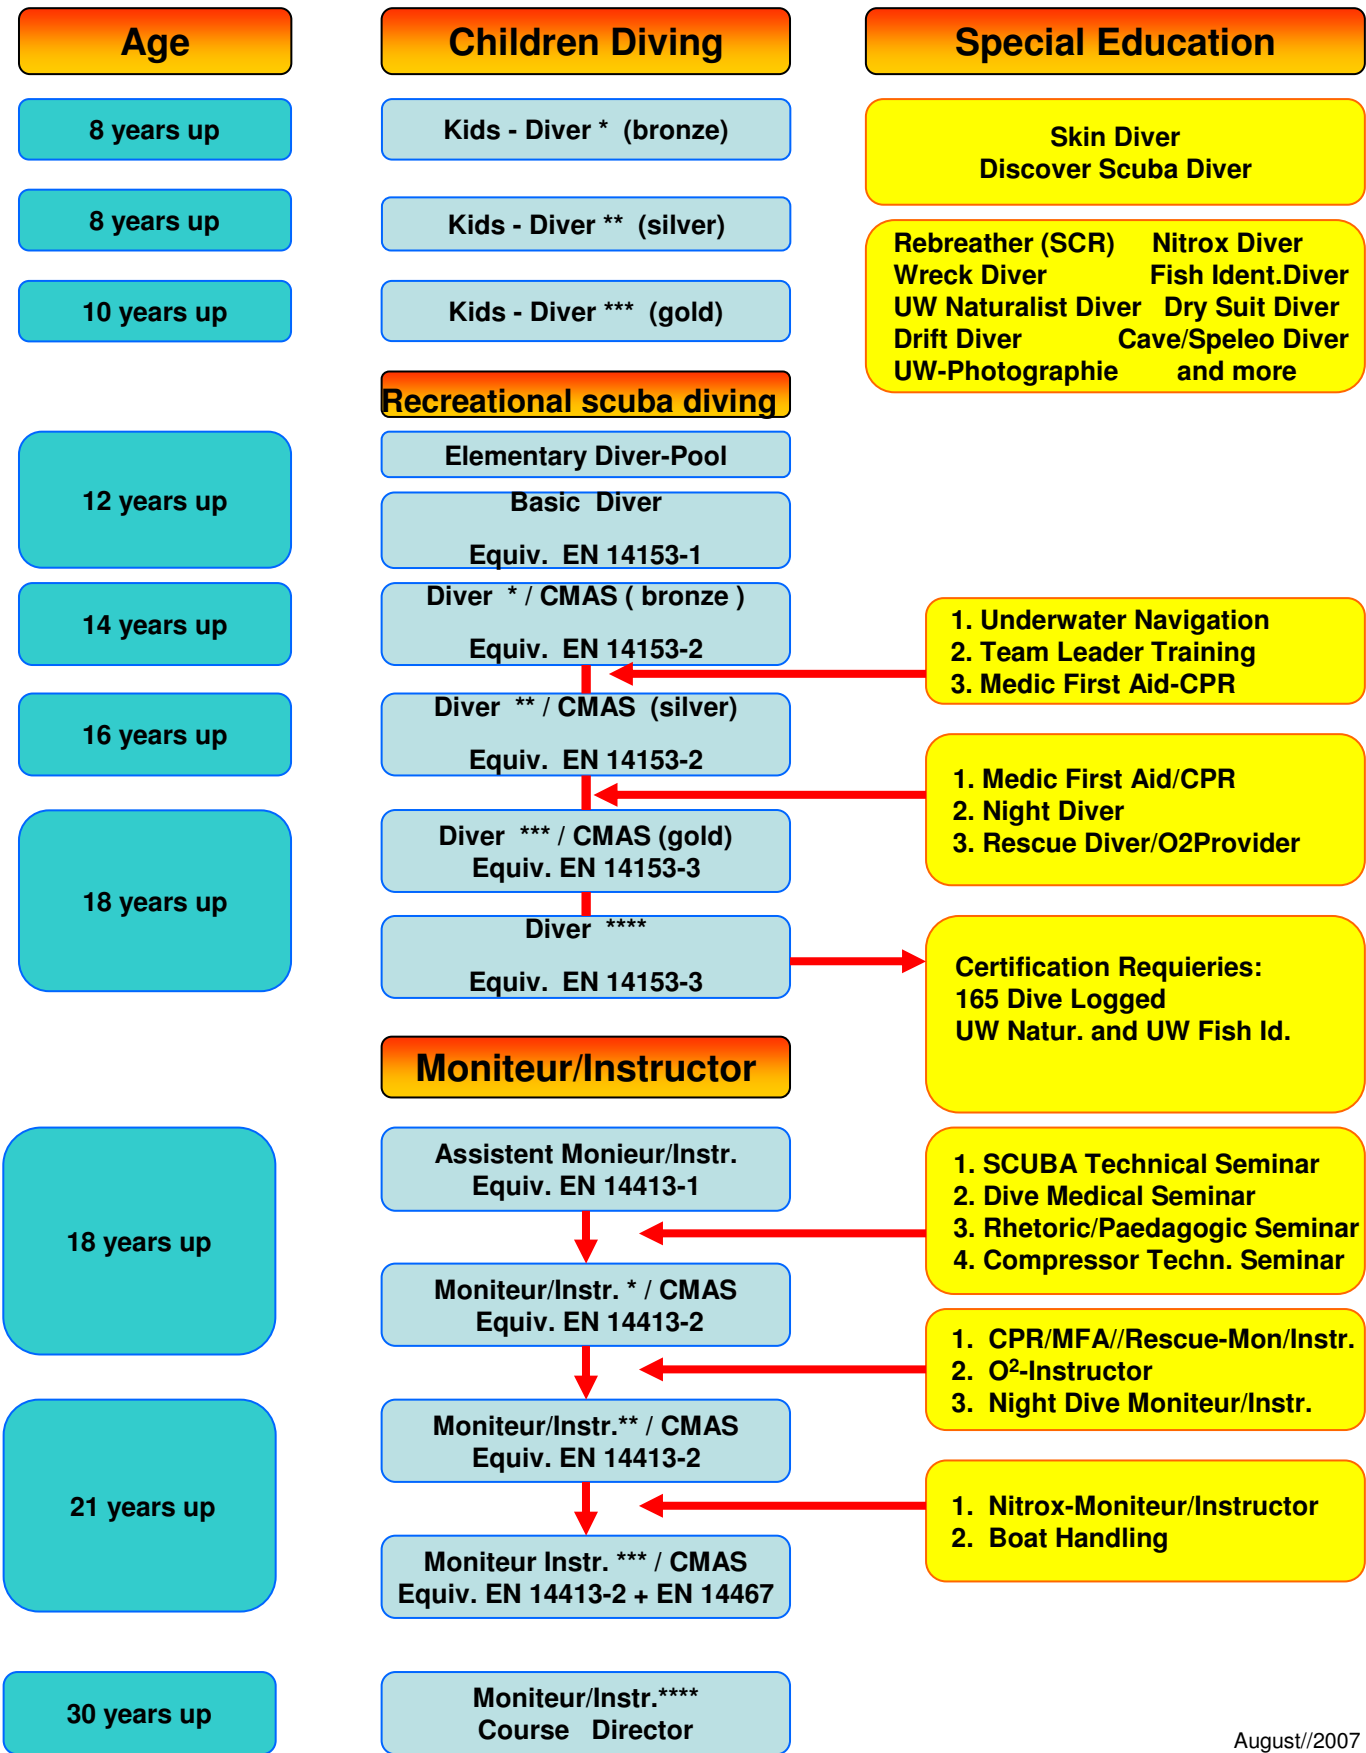 Age
Children Diving
Special Education
8 years up
Kids - Diver * (bronze)
Skin Diver
Discover Scuba Diver
8 years up
Kids - Diver ** (silver)
Rebreather (SCR) Nitrox Diver
Wreck Diver Fish Ident.Diver
UW Naturalist Diver Dry Suit Diver
Drift Diver Cave/Speleo Diver
UW-Photographie and more
10 years up
Kids - Diver *** (gold)
Recreational scuba diving
12 years up
Elementary Diver-Pool
Basic Diver
Equiv. EN 14153-1
14 years up
Diver * / CMAS ( bronze )
Equiv. EN 14153-2
1. Underwater Navigation
2. Team Leader Training
3. Medic First Aid-CPR
16 years up
Diver ** / CMAS (silver)
Equiv. EN 14153-2
1. Medic First Aid/CPR
2. Night Diver
3. Rescue Diver/O2Provider
18 years up
Diver *** / CMAS (gold)
Equiv. EN 14153-3
Diver ****
Equiv. EN 14153-3
Certification Requieries:
165 Dive Logged
UW Natur. and UW Fish Id.
Moniteur/Instructor
18 years up
Assistent Monieur/Instr.
Equiv. EN 14413-1
1. SCUBA Technical Seminar
2. Dive Medical Seminar
3. Rhetoric/Paedagogic Seminar
4. Compressor Techn. Seminar
Moniteur/Instr. * / CMAS
Equiv. EN 14413-2
1. CPR/MFA//Rescue-Mon/Instr.
2. O²-Instructor
3. Night Dive Moniteur/Instr.
21 years up
Moniteur/Instr.** / CMAS
Equiv. EN 14413-2
1. Nitrox-Moniteur/Instructor
2. Boat Handling
Moniteur Instr. *** / CMAS
Equiv. EN 14413-2 + EN 14467
30 years up
Moniteur/Instr.****
Course Director
August//2007